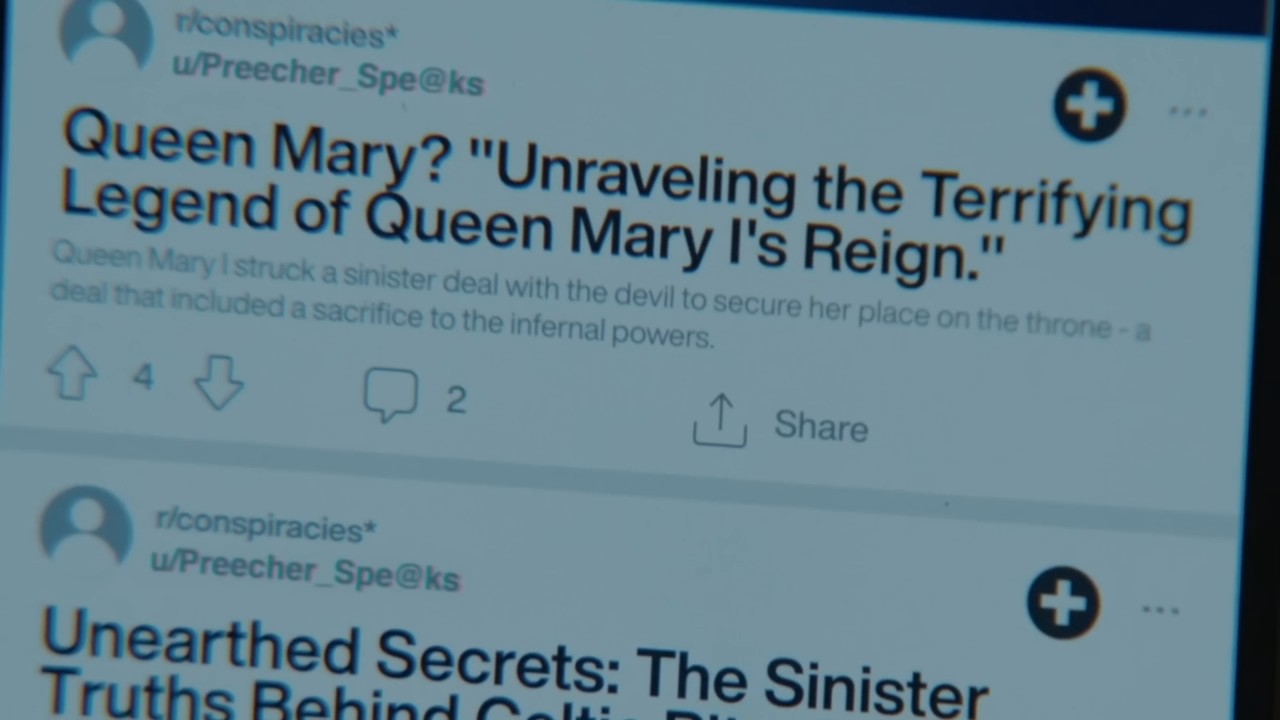 r/conspiracies*
u/Preecher_Spe@ks
Queen Mary? "Unraveling the Terrifying
Legend of Queen Mary I's Reign."
Queen Mary I struck a sinister deal with the devil to secure her place on the throne - a
deal that included a sacrifice to the infernal powers.
4 2 Share
r/conspiracies*
u/Preecher_Spe@ks
Unearthed Secrets: The Sinister
Truths Behind Celtic